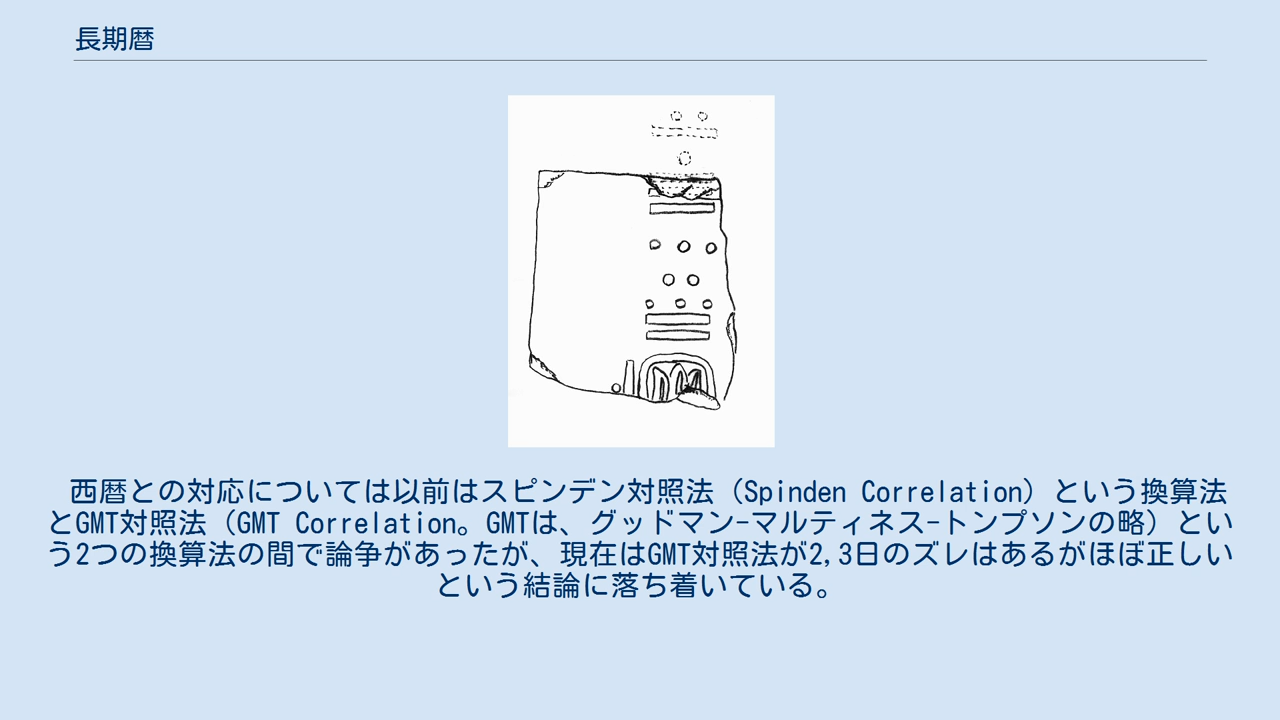 長期暦
西暦との対応については以前はスピンデン対照法（Spinden Correlation）という換算法
とGMT対照法（GMT Correlation。GMTは、グッドマン-マルティネス-トンプソンの略）とい
う2つの換算法の間で論争があったが、現在はGMT対照法が2,3日のズレはあるがほぼ正しい
という結論に落ち着いている。